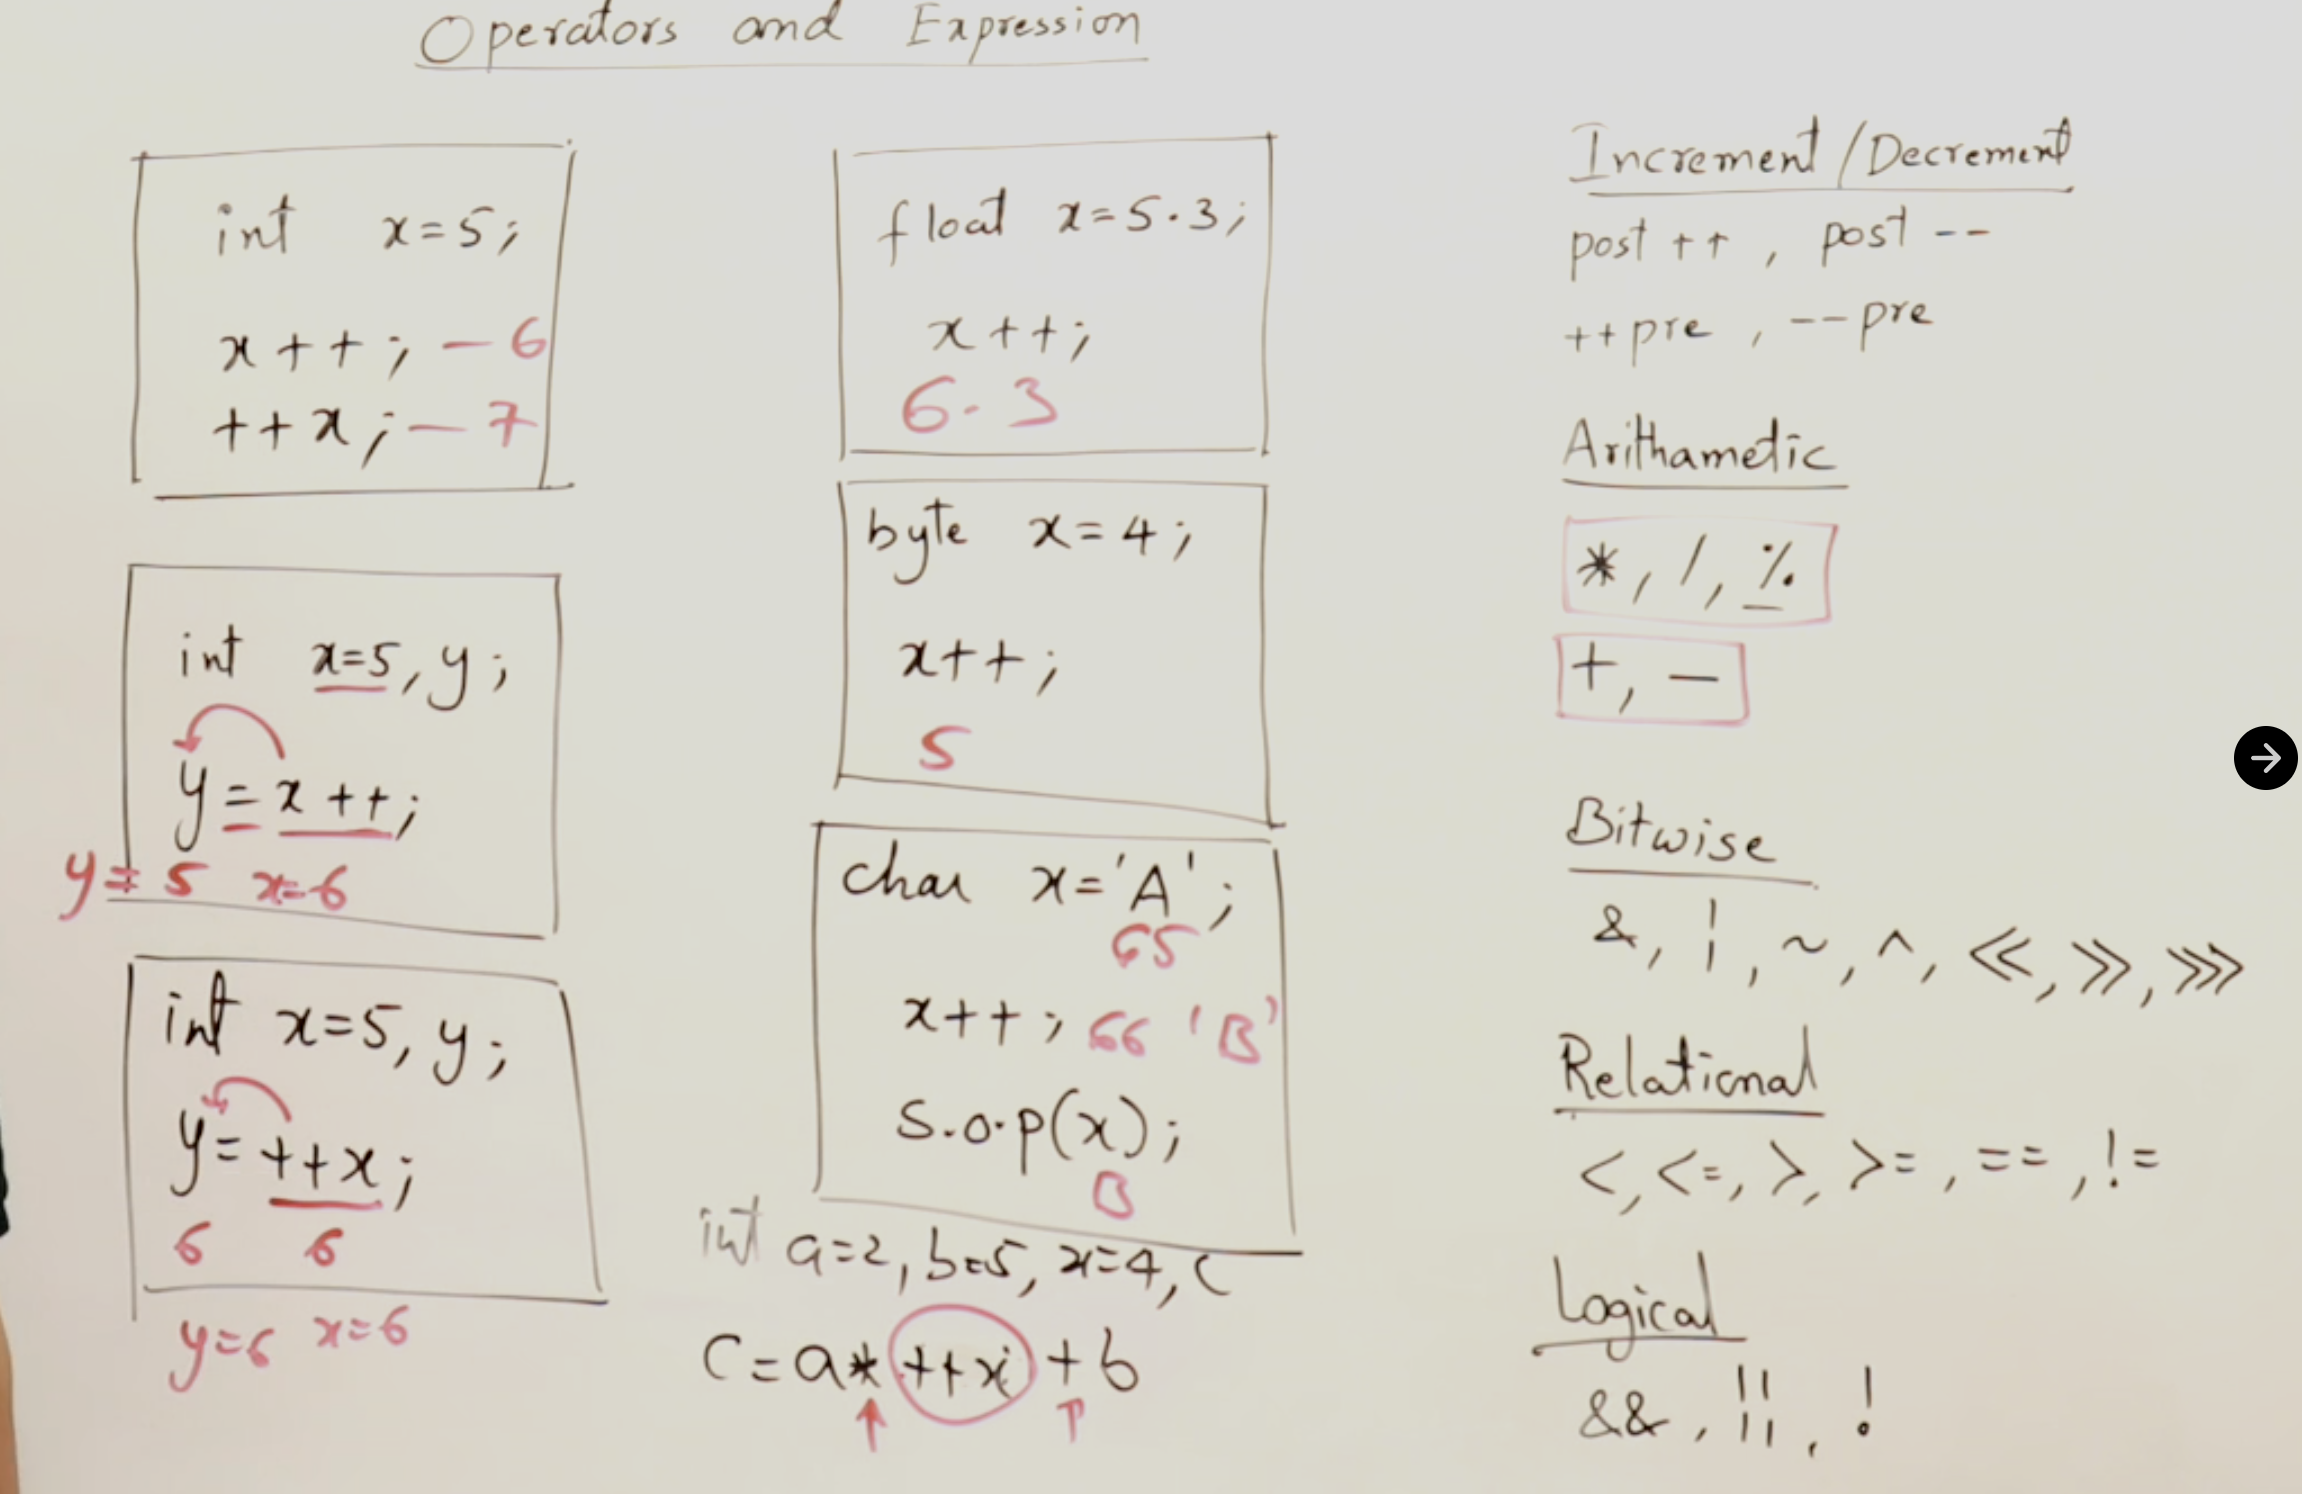 Operators and Expression
int x=5;
x++; - 6
++x; - 7
int x=5, y;
y=x++;
y=5 x=6
int x=5, y;
y=++x;
6 6
y=6 x=6
float x=5.3;
x++;
6.3
byte x=4;
x++;
5
char x='A';
65
x++; 66 'B'
S.o.p(x);
B
int a=2, b=5, x=4, C
C=a*++x+b
Increment/Decrement
post++, post--
++pre, --pre
Arithametic
*, /, %
+, -
Bitwise
&, |, ~, ^, <<, >>, >>>
Relational
<, <=, >, >=, ==, !=
Logical
&&, ||, !